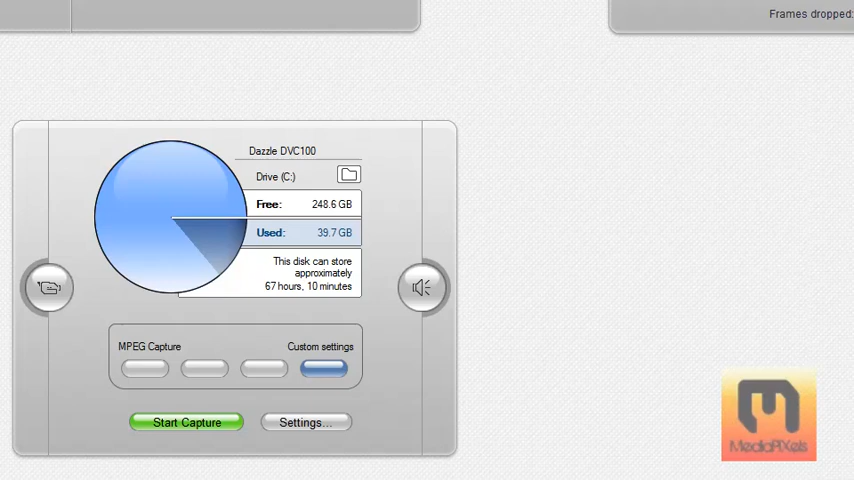 Frames dropped:
Dazzle DVC100
Drive (C:)
Free: 248.6 GB
Used: 39.7 GB
This disk can store
approximately
67 hours, 10 minutes
MPEG Capture Custom settings
Start Capture Settings...
MediaPixels